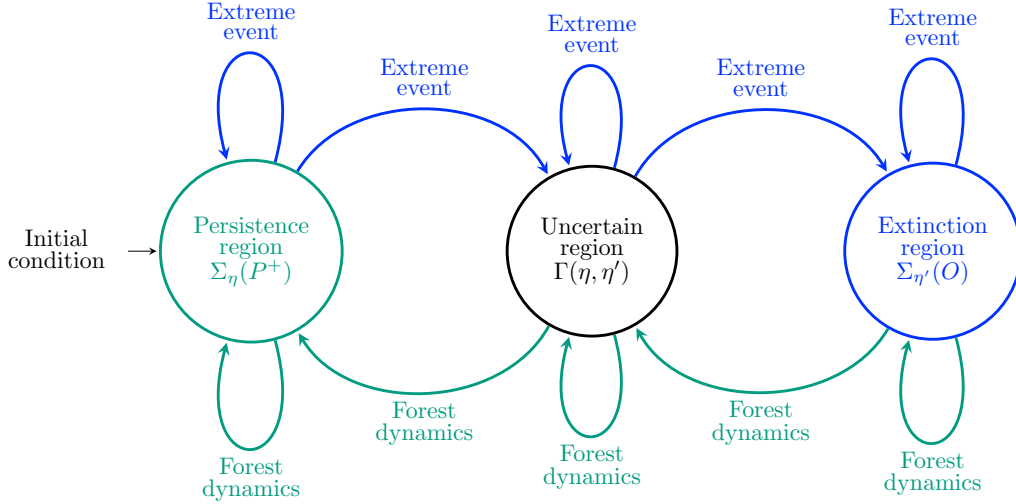 Extreme
event
Extreme
event
Extreme
event
Extreme
event
Extreme
event
Initial
condition
Persistence
region
Σ_η(P⁺)
Uncertain
region
Γ(η, η′)
Extinction
region
Σ_η′(O)
Forest
dynamics
Forest
dynamics
Forest
dynamics
Forest
dynamics
Forest
dynamics